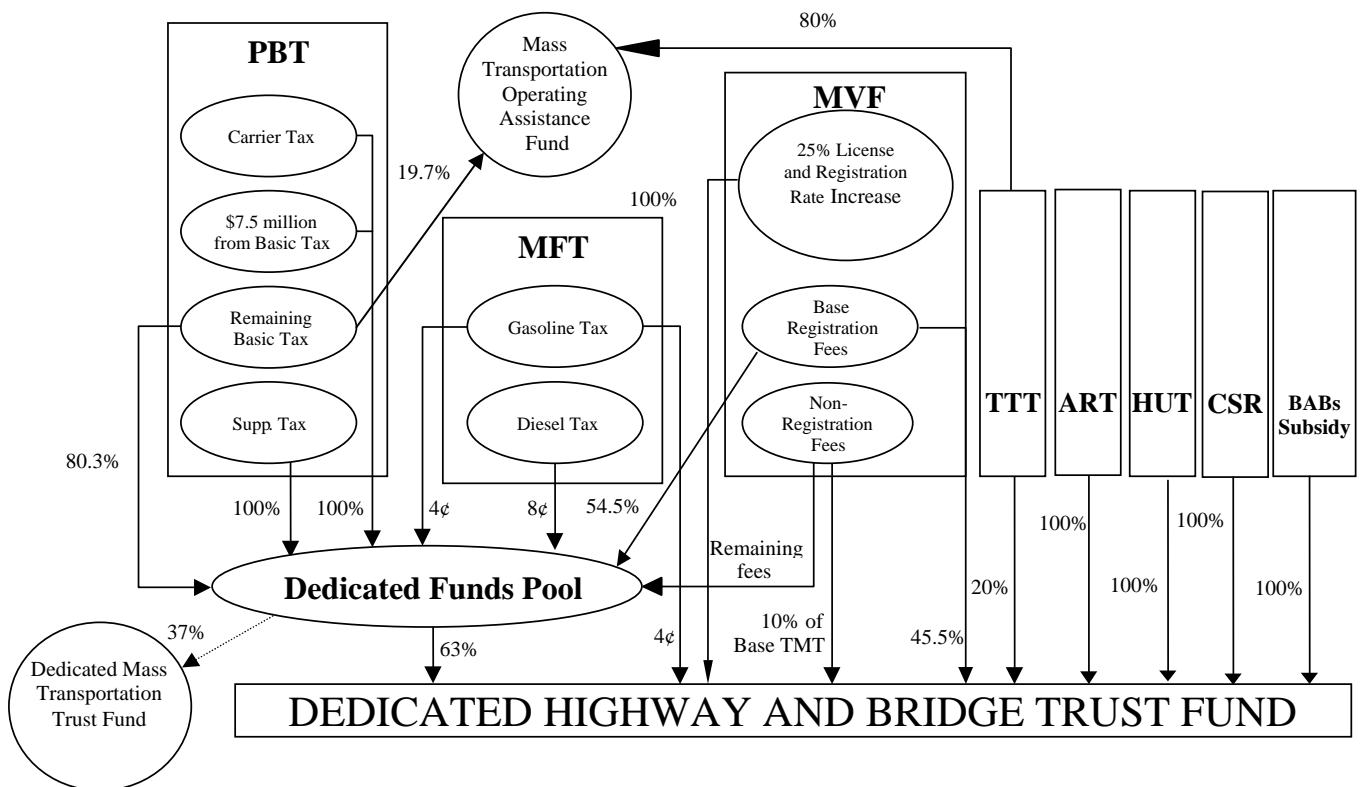 80%
PBT
Mass
Transportation
Operating
Assistance
Fund
MVF
Carrier Tax
25% License
and Registration
Rate Increase
19.7%
$7.5 million
from Basic Tax
100%
MFT
Remaining
Basic Tax
Gasoline Tax
Base
Registration
Fees
Supp. Tax
Diesel Tax
Non-
Registration
Fees
TTT
ART
HUT
CSR
BABs
Subsidy
80.3%
100%
100%
4¢
8¢
54.5%
100%
100%
Remaining
fees
Dedicated Funds Pool
20%
100%
100%
37%
63%
4¢
10% of
Base TMT
45.5%
Dedicated Mass
Transportation
Trust Fund
DEDICATED HIGHWAY AND BRIDGE TRUST FUND